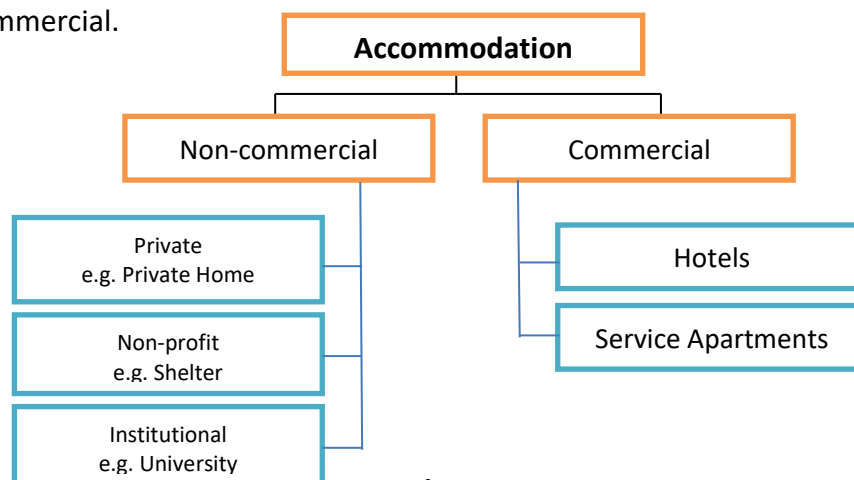 mmercial.
Accommodation
Non-commercial
Commercial
Private
e.g. Private Home
Non-profit
e.g. Shelter
Institutional
e.g. University
Hotels
Service Apartments